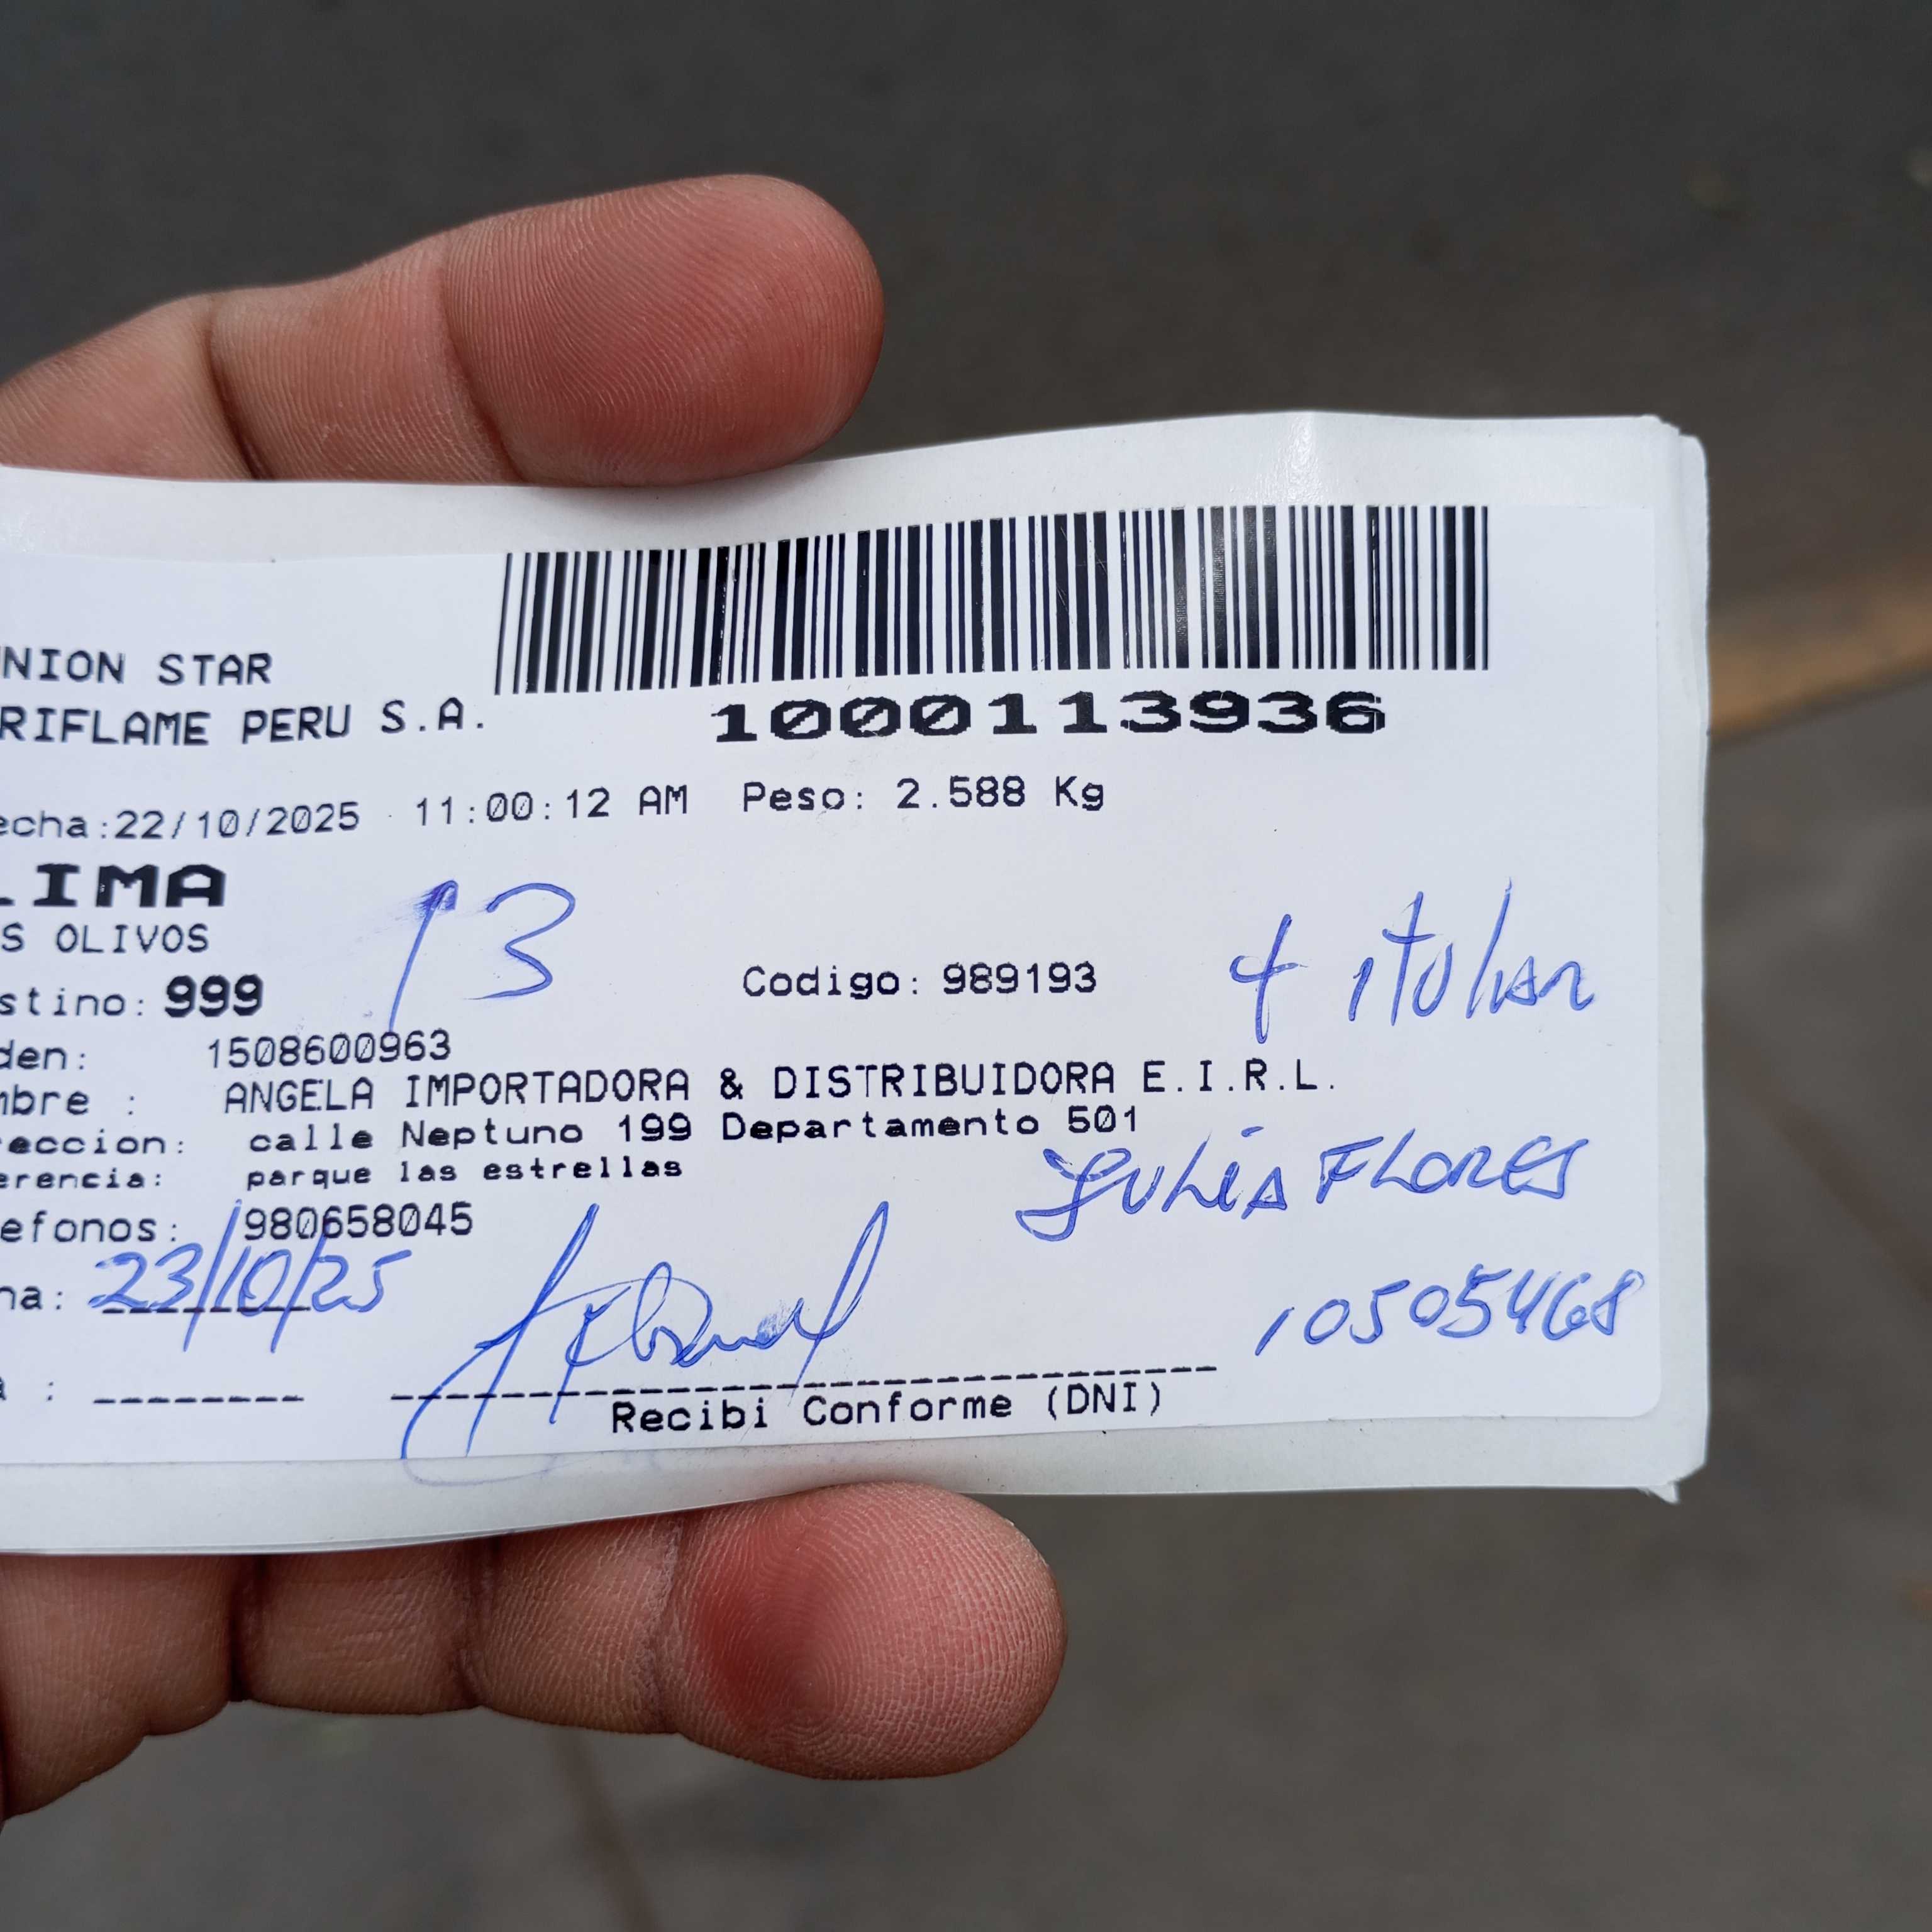 NION STAR
RIFLAME PERU S.A.
1000113936
echa:22/10/2025 11:00:12 AM Peso: 2.588 Kg
LIMA
S OLIVOS
13
stino: 999
Codigo: 989193
titular
den: 1508600963
mbre : ANGELA IMPORTADORA & DISTRIBUIDORA E.I.R.L.
eccion: calle Neptuno 199 Departamento 501
erencia: parque las estrellas
JULIA FLORES
efonos: 980658045
ha: 23/10/25
10505468
a : --------
Recibi Conforme (DNI)